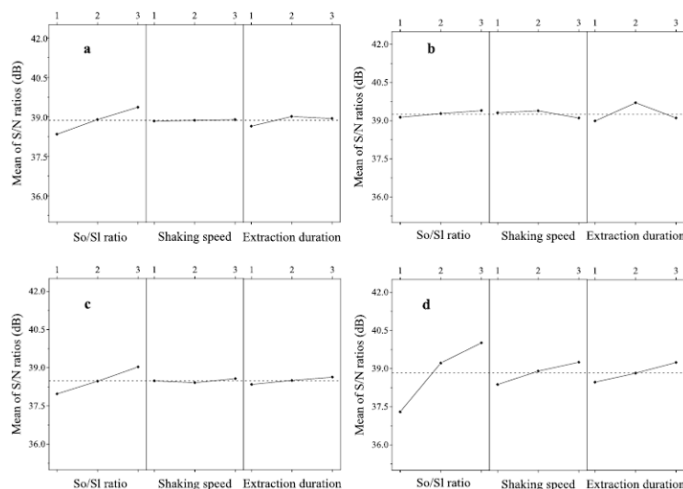 1 2 3 1 2 3 1 2 3
a
Mean of S/N ratios (dB)
42.0
40.5
39.0
37.5
36.0
So/Sl ratio Shaking speed Extraction duration
1 2 3 1 2 3 1 2 3
b
Mean of S/N ratios (dB)
42.0
40.5
39.0
37.5
36.0
So/Sl ratio Shaking speed Extraction duration
1 2 3 1 2 3 1 2 3
c
Mean of S/N ratios (dB)
42.0
40.5
39.0
37.5
36.0
So/Sl ratio Shaking speed Extraction duration
1 2 3 1 2 3 1 2 3
d
Mean of S/N ratios (dB)
42.0
40.5
39.0
37.5
36.0
So/Sl ratio Shaking speed Extraction duration